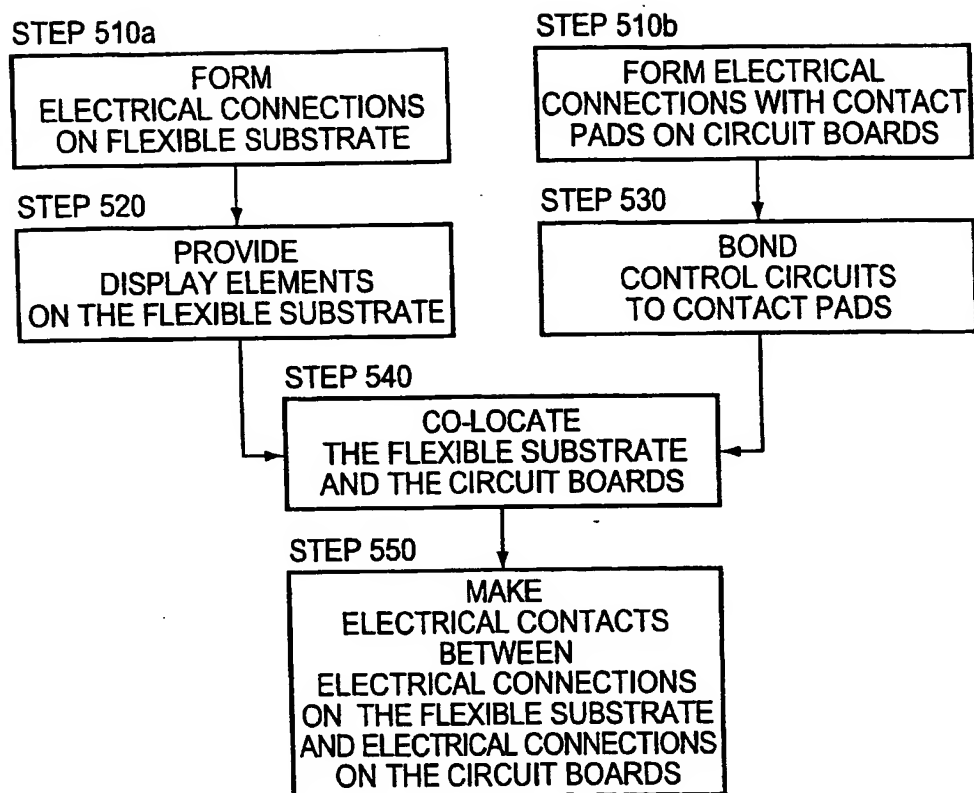 STEP 510a
FORM
ELECTRICAL CONNECTIONS
ON FLEXIBLE SUBSTRATE
STEP 510b
FORM ELECTRICAL
CONNECTIONS WITH CONTACT
PADS ON CIRCUIT BOARDS
STEP 520
PROVIDE
DISPLAY ELEMENTS
ON THE FLEXIBLE SUBSTRATE
STEP 530
BOND
CONTROL CIRCUITS
TO CONTACT PADS
STEP 540
CO-LOCATE
THE FLEXIBLE SUBSTRATE
AND THE CIRCUIT BOARDS
STEP 550
MAKE
ELECTRICAL CONTACTS
BETWEEN
ELECTRICAL CONNECTIONS
ON THE FLEXIBLE SUBSTRATE
AND ELECTRICAL CONNECTIONS
ON THE CIRCUIT BOARDS